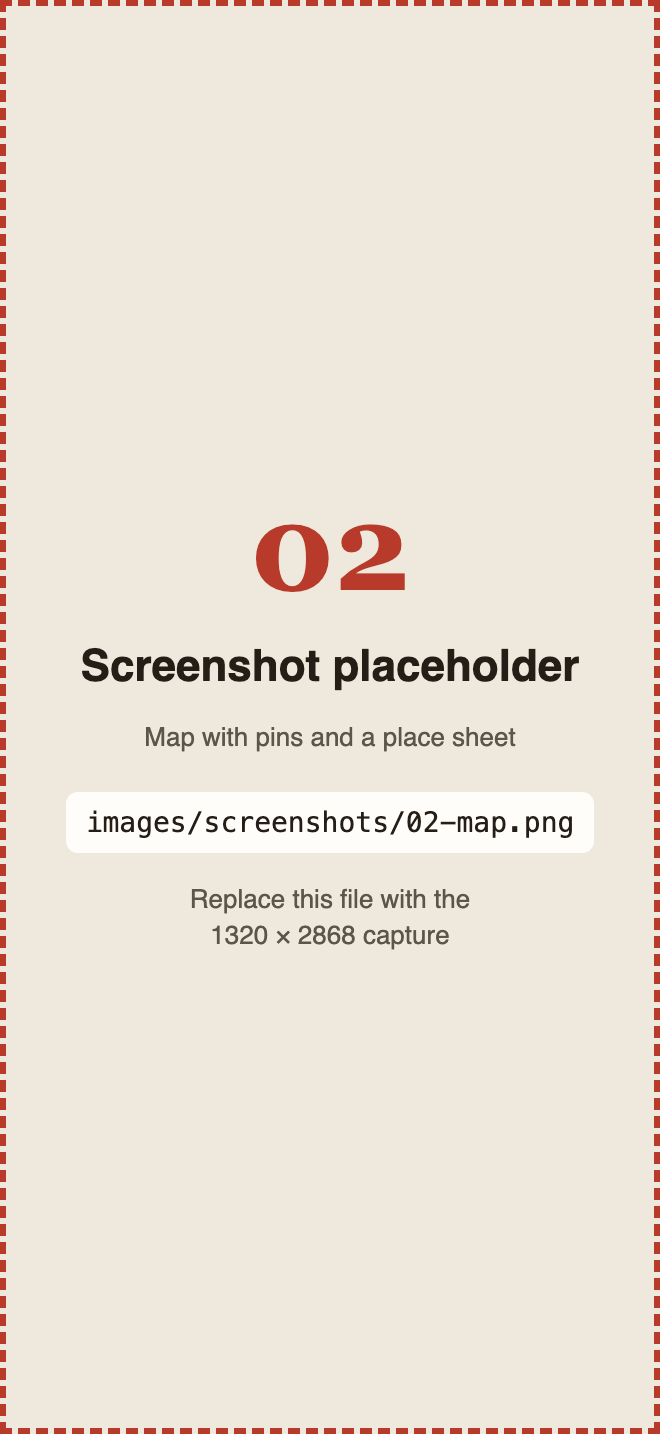 02
Screenshot placeholder
Map with pins and a place sheet
images/screenshots/02-map.png
Replace this file with the
1320 × 2868 capture